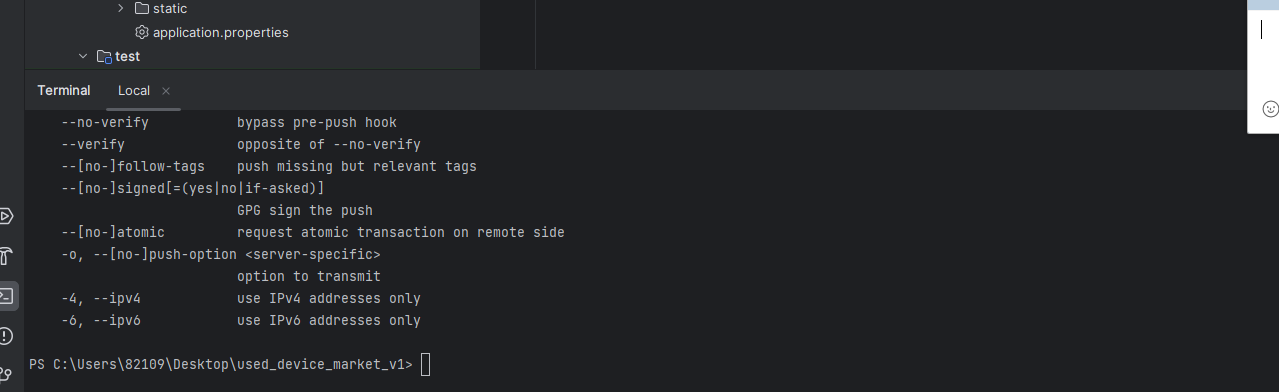 static
application.properties
test
Terminal
Local
--no-verify bypass pre-push hook
--verify opposite of --no-verify
--[no-]follow-tags push missing but relevant tags
--[no-]signed[=(yes|no|if-asked)]
GPG sign the push
--[no-]atomic request atomic transaction on remote side
-o, --[no-]push-option <server-specific>
option to transmit
-4, --ipv4 use IPv4 addresses only
-6, --ipv6 use IPv6 addresses only
PS C:\Users\82109\Desktop\used_device_market_v1>